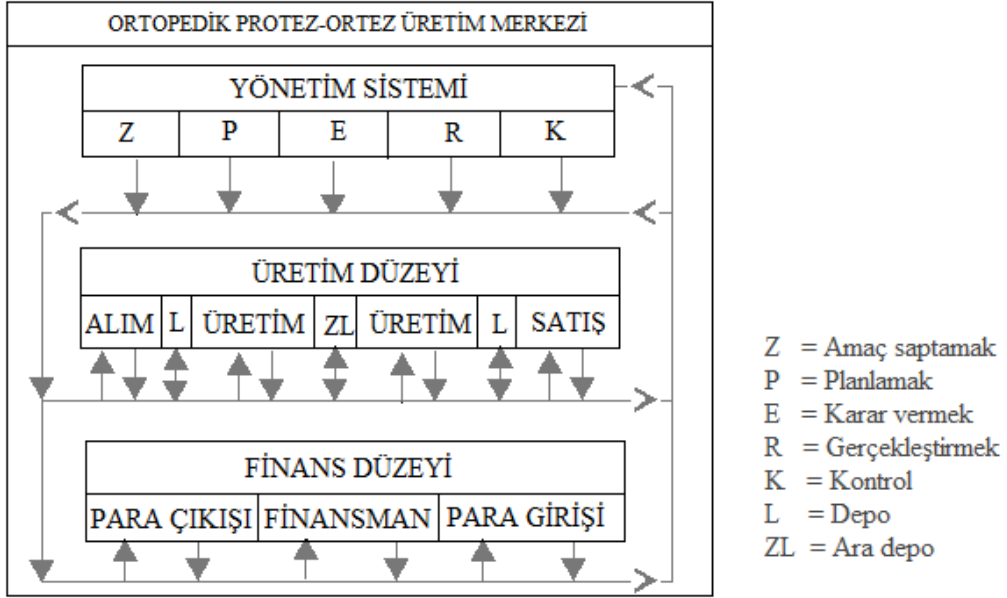 ORTOPEDİK PROTEZ-ORTEZ ÜRETİM MERKEZİ
YÖNETİM SİSTEMİ
Z P E R K
ÜRETİM DÜZEYİ
ALIM L ÜRETİM ZL ÜRETİM L SATIŞ
FİNANS DÜZEYİ
PARA ÇIKIŞI FİNANSMAN PARA GİRİŞİ
Z = Amaç saptamak
P = Planlamak
E = Karar vermek
R = Gerçekleştirmek
K = Kontrol
L = Depo
ZL = Ara depo